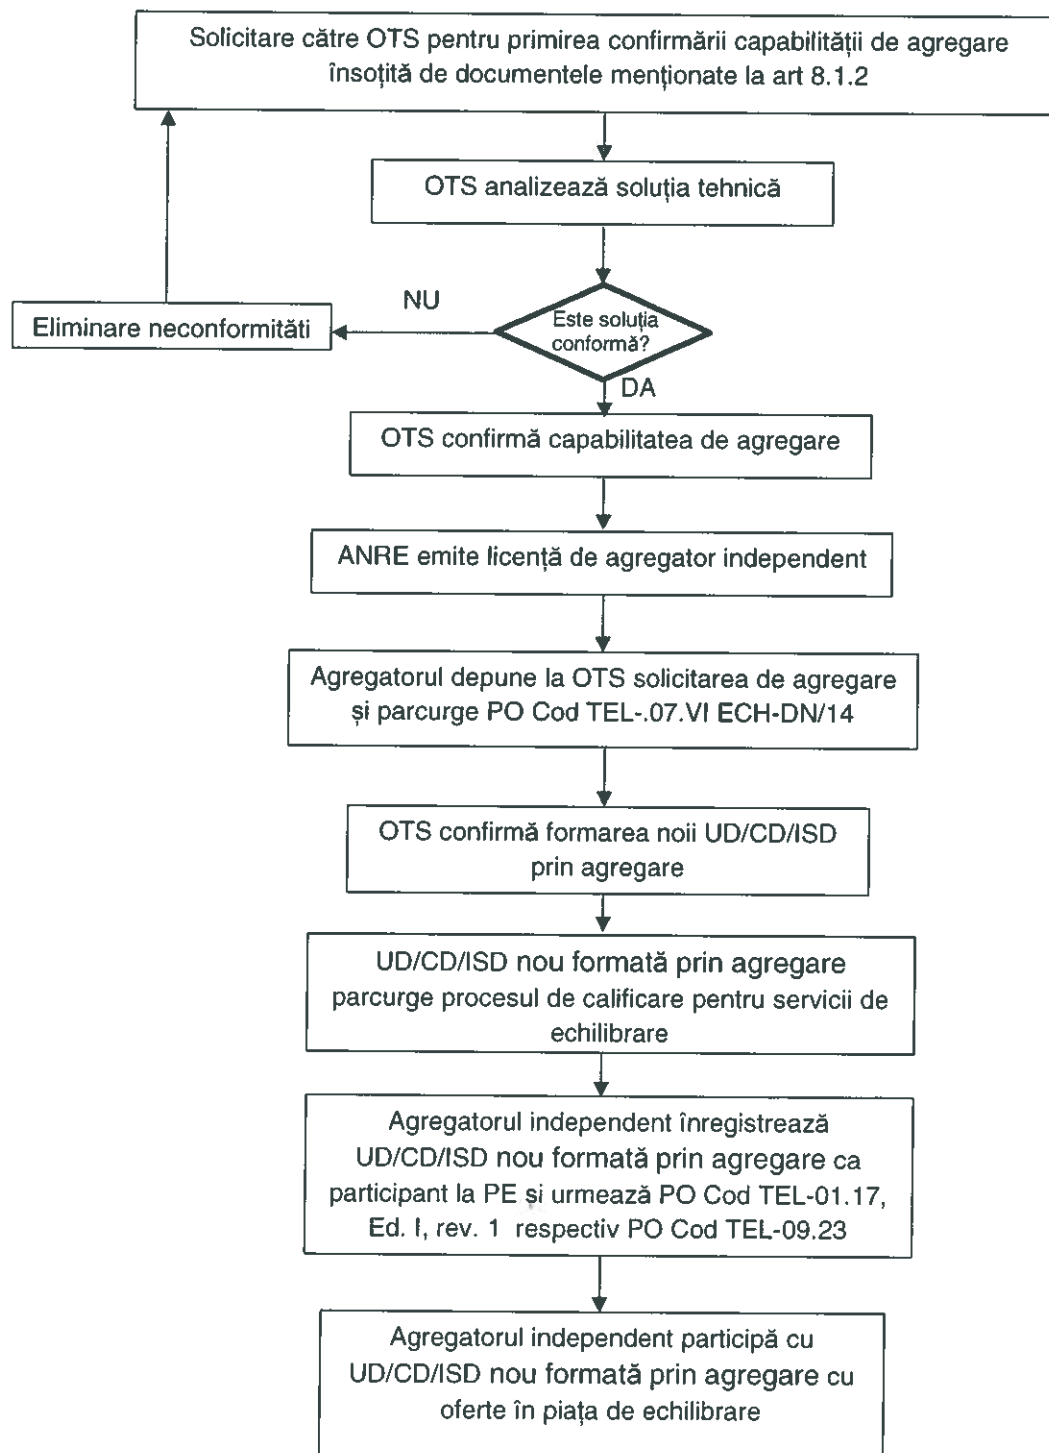 Solicitare către OTS pentru primirea confirmării capabilității de agregare
însoțită de documentele menționate la art 8.1.2
OTS analizează soluția tehnică
NU
Eliminare neconformităti
Este soluția
conformă?
DA
OTS confirmă capabilitatea de agregare
ANRE emite licență de agregator independent
Agregatorul depune la OTS solicitarea de agregare
și parcurge PO Cod TEL-.07.VI ECH-DN/14
OTS confirmă formarea noii UD/CD/ISD
prin agregare
UD/CD/ISD nou formată prin agregare
parcurge procesul de calificare pentru servicii de
echilibrare
Agregatorul independent înregistrează
UD/CD/ISD nou formată prin agregare ca
participant la PE și urmează PO Cod TEL-01.17,
Ed. I, rev. 1 respectiv PO Cod TEL-09.23
Agregatorul independent participă cu
UD/CD/ISD nou formată prin agregare cu
oferte în piața de echilibrare